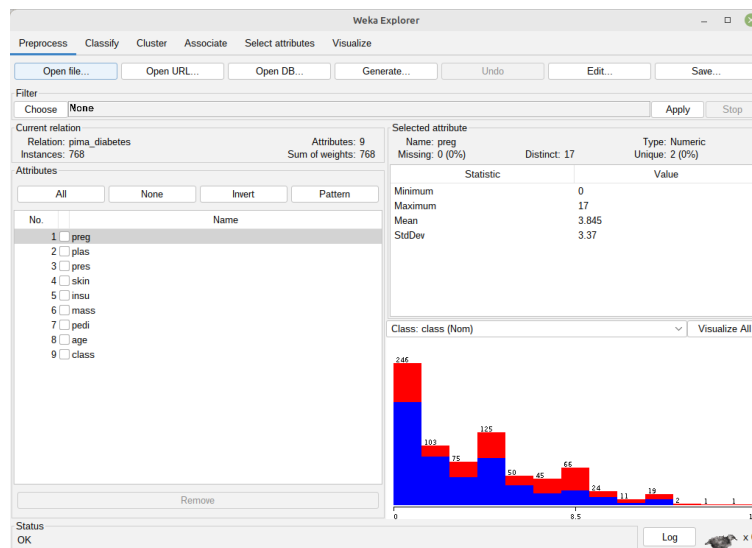 Weka Explorer
Preprocess Classify Cluster Associate Select attributes Visualize
Open file... Open URL... Open DB... Generate... Undo Edit... Save...
Filter
Choose None Apply Stop
Current relation
Relation: pima_diabetes Attributes: 9
Instances: 768 Sum of weights: 768
Attributes
All None Invert Pattern
No. Name
1 preg
2 plas
3 pres
4 skin
5 insu
6 mass
7 pedi
8 age
9 class
Remove
Selected attribute
Name: preg Type: Numeric
Missing: 0 (0%) Distinct: 17 Unique: 2 (0%)
Statistic Value
Minimum 0
Maximum 17
Mean 3.845
StdDev 3.37
Class: class (Nom) Visualize All
246
103
75
125
50
45
66
24
11
19
2
1
1
0 8.5 1
Status
OK
Log x